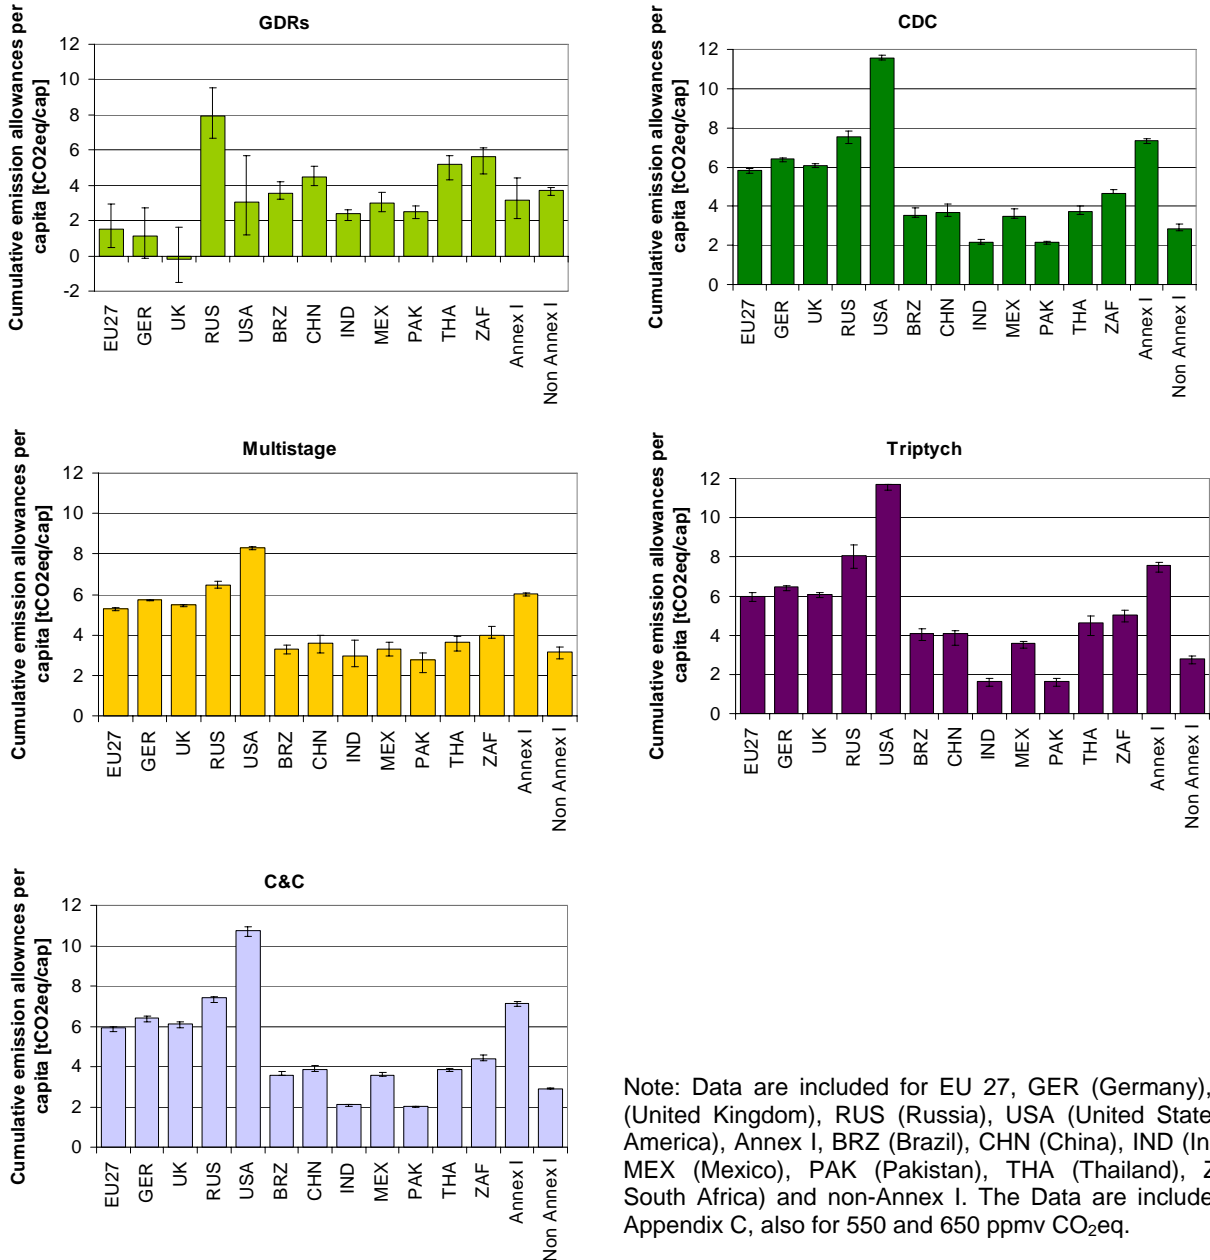 GDRs
Cumulative emission allowances per
capita [tCO2eq/cap]
12
10
8
6
4
2
0
-2
EU27
GER
UK
RUS
USA
BRZ
CHN
IND
MEX
PAK
THA
ZAF
Annex I
Non Annex I
CDC
Cumulative emission allowances per
capita [tCO2eq/cap]
12
10
8
6
4
2
0
EU27
GER
UK
RUS
USA
BRZ
CHN
IND
MEX
PAK
THA
ZAF
Annex I
Non Annex I
Multistage
Cumulative emission allowances per
capita [tCO2eq/cap]
12
10
8
6
4
2
0
EU27
GER
UK
RUS
USA
BRZ
CHN
IND
MEX
PAK
THA
ZAF
Annex I
Non Annex I
Triptych
Cumulative emission allowances per
capita [tCO2eq/cap]
12
10
8
6
4
2
0
EU27
GER
UK
RUS
USA
BRZ
CHN
IND
MEX
PAK
THA
ZAF
Annex I
Non Annex I
C&C
Cumulative emission allownces per
capita [tCO2eq/cap]
12
10
8
6
4
2
0
EU27
GER
UK
RUS
USA
BRZ
CHN
IND
MEX
PAK
THA
ZAF
Annex I
Non Annex I
Note: Data are included for EU 27, GER (Germany),
(United Kingdom), RUS (Russia), USA (United State
America), Annex I, BRZ (Brazil), CHN (China), IND (In
MEX (Mexico), PAK (Pakistan), THA (Thailand), Z
South Africa) and non-Annex I. The Data are include
Appendix C, also for 550 and 650 ppmv CO₂eq.